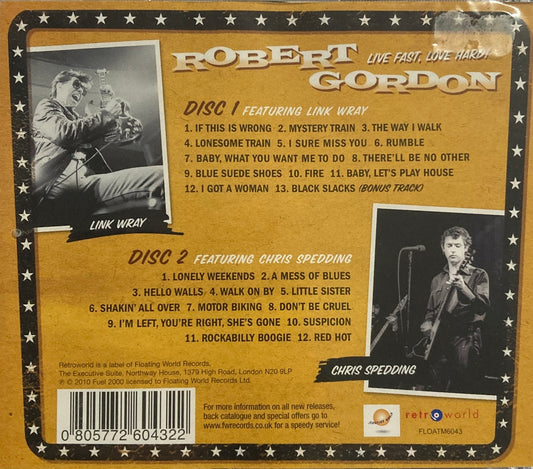 ROBERT
GORDON
LIVE FAST, LOVE HARD!
DISC 1 FEATURING LINK WRAY
1. IF THIS IS WRONG 2. MYSTERY TRAIN 3. THE WAY I WALK
4. LONESOME TRAIN 5. I SURE MISS YOU 6. RUMBLE
7. BABY, WHAT YOU WANT ME TO DO 8. THERE'LL BE NO OTHER
9. BLUE SUEDE SHOES 10. FIRE 11. BABY, LET'S PLAY HOUSE
12. I GOT A WOMAN 13. BLACK SLACKS (BONUS TRACK)
LINK WRAY
DISC 2 FEATURING CHRIS SPEDDING
1. LONELY WEEKENDS 2. A MESS OF BLUES
3. HELLO WALLS 4. WALK ON BY 5. LITTLE SISTER
6. SHAKIN' ALL OVER 7. MOTOR BIKING 8. DON'T BE CRUEL
9. I'M LEFT, YOU'RE RIGHT, SHE'S GONE 10. SUSPICION
11. ROCKABILLY BOOGIE 12. RED HOT
CHRIS SPEDDING
Retroworld is a label of Floating World Records,
The Executive Suite, Northway House, 1379 High Road, London N20 9LP
℗ © 2010 Fuel 2000 licensed to Floating World Records Ltd.
0 805772 604322
For more information on all new releases,
back catalogue and special offers go to
www.fwrecords.co.uk for a speedy service!
retroworld
FLOATM6043